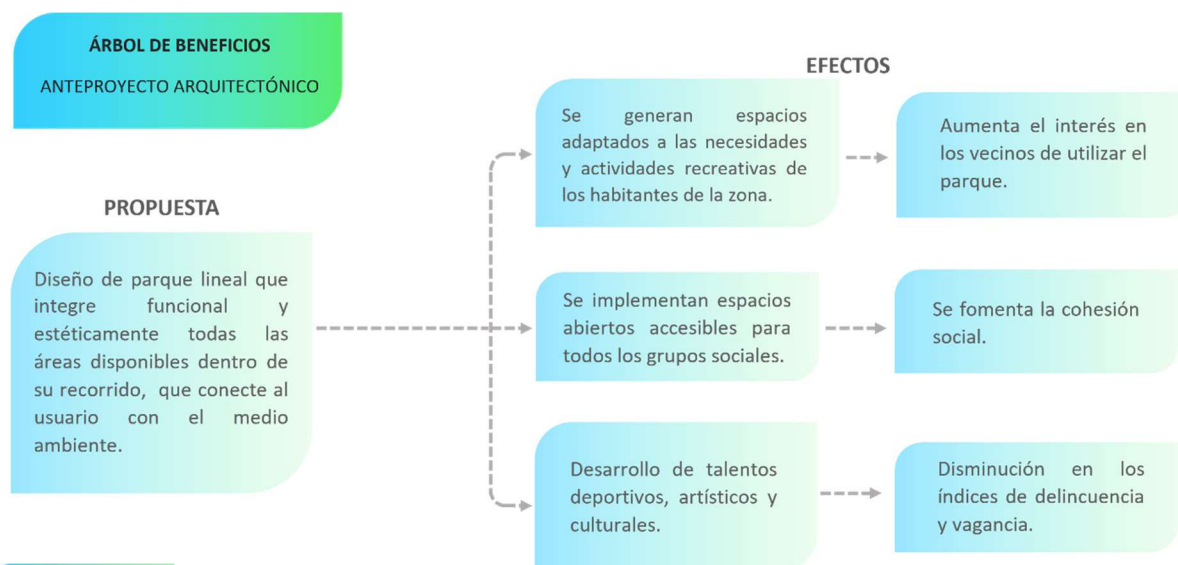 ÁRBOL DE BENEFICIOS
ANTEPROYECTO ARQUITECTÓNICO
PROPUESTA
Diseño de parque lineal que
integre funcional y
estéticamente todas las
áreas disponibles dentro de
su recorrido, que conecte al
usuario con el medio
ambiente.
EFECTOS
Se generan espacios
adaptados a las necesidades
y actividades recreativas de
los habitantes de la zona.
Aumenta el interés en
los vecinos de utilizar el
parque.
Se implementan espacios
abiertos accesibles para
todos los grupos sociales.
Se fomenta la cohesión
social.
Desarrollo de talentos
deportivos, artísticos y
culturales.
Disminución en los
índices de delincuencia
y vagancia.